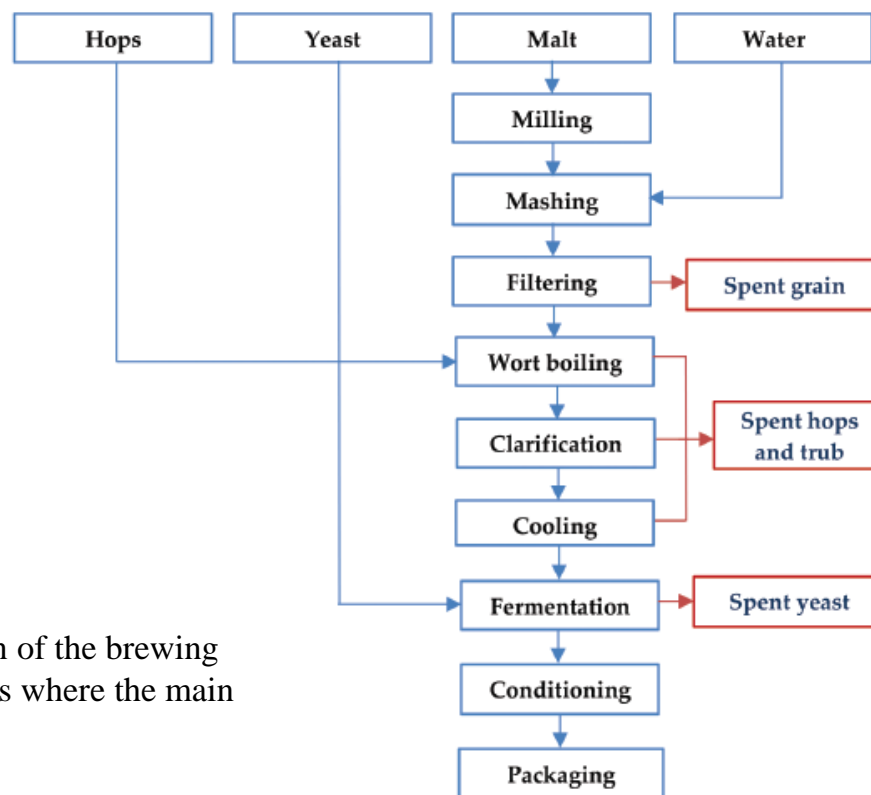 Hops
Yeast
Malt
Water
Milling
Mashing
Filtering
Spent grain
Wort boiling
Spent hops
and trub
Clarification
Cooling
Fermentation
Spent yeast
of the brewing
where the main
Conditioning
Packaging